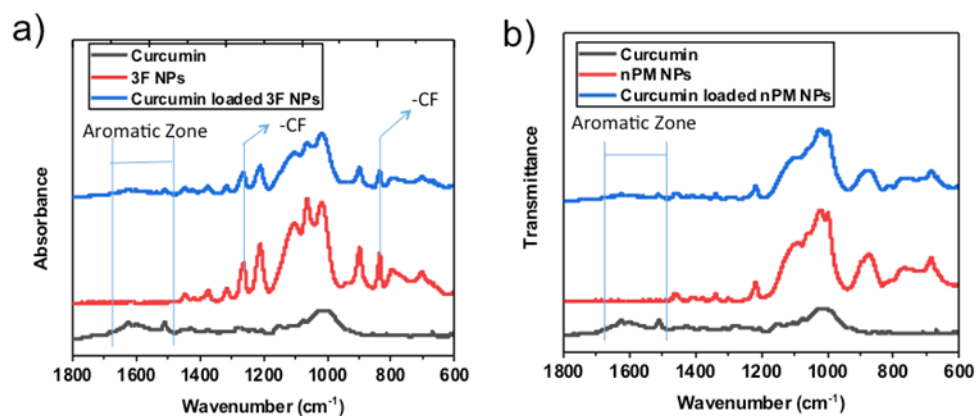 a)
Curcumin
3F NPs
Curcumin loaded 3F NPs
Aromatic Zone
-CF
-CF
Absorbance
1800 1600 1400 1200 1000 800 600
Wavenumber (cm⁻¹)
b)
Curcumin
nPM NPs
Curcumin loaded nPM NPs
Aromatic Zone
Transmittance
1800 1600 1400 1200 1000 800 600
Wavenumber (cm⁻¹)